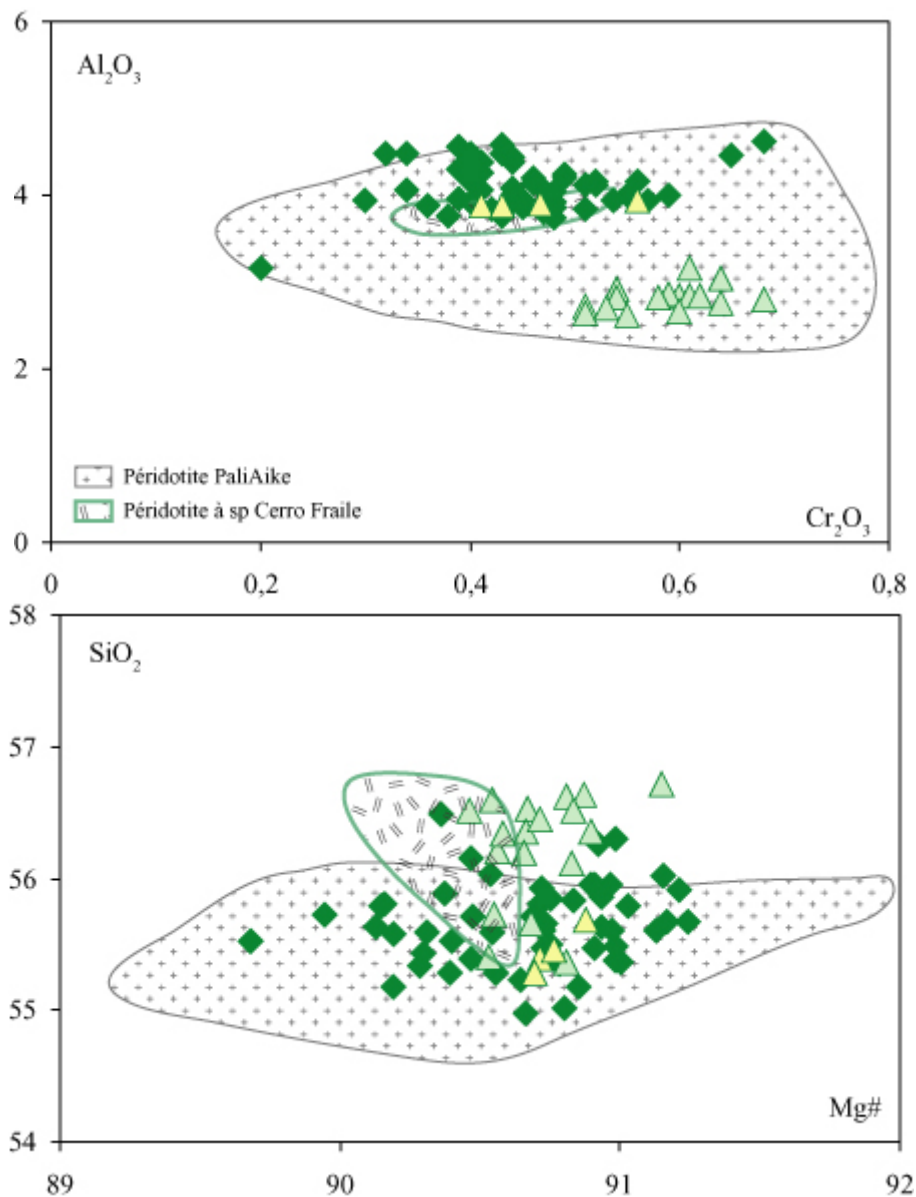 6
Al₂O₃
4
2
Péridotite PaliAike
Péridotite à sp Cerro Fraile
Cr₂O₃
0
0 0,2 0,4 0,6 0,8
58
SiO₂
57
56
55
Mg#
54
89 90 91 92